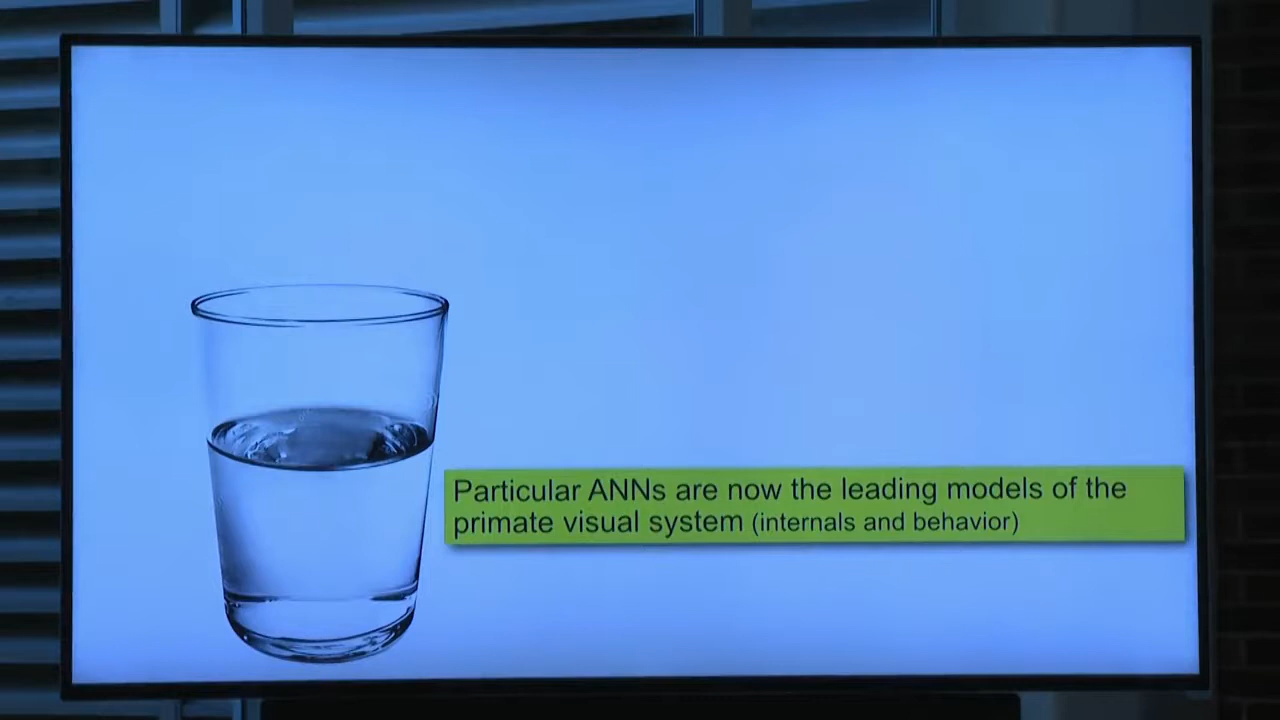 Particular ANNs are now the leading models of the
primate visual system (internals and behavior)